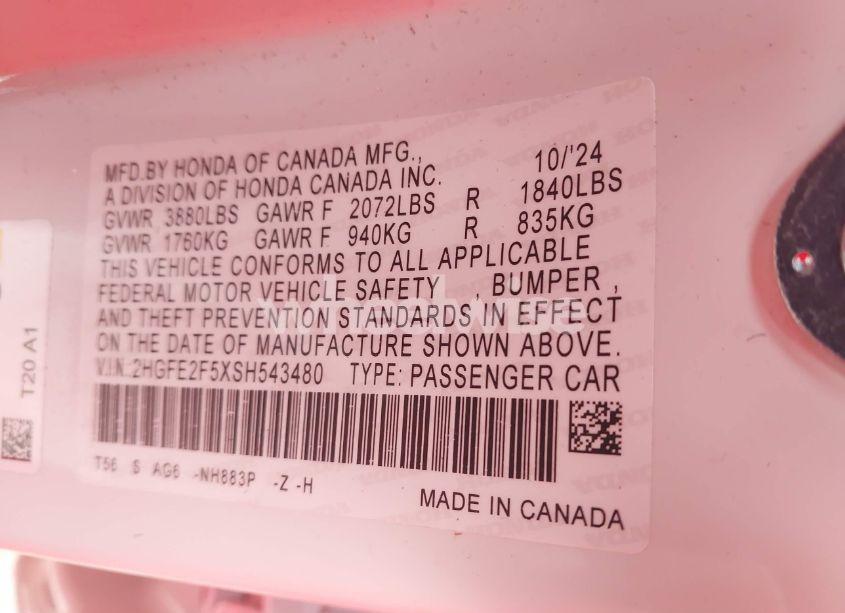 MFD.BY HONDA OF CANADA MFG., 10/'24
A DIVISION OF HONDA CANADA INC.
GVWR 3880LBS GAWR F 2072LBS R 1840LBS
GVWR 1760KG GAWR F 940KG R 835KG
THIS VEHICLE CONFORMS TO ALL APPLICABLE
FEDERAL MOTOR VEHICLE SAFETY , BUMPER ,
AND THEFT PREVENTION STANDARDS IN EFFECT
ON THE DATE OF MANUFACTURE SHOWN ABOVE.
V.I.N.:2HGFE2F5XSH543480 TYPE: PASSENGER CAR
T56 S AG6 -NH883P -Z -H
MADE IN CANADA
T20 A1